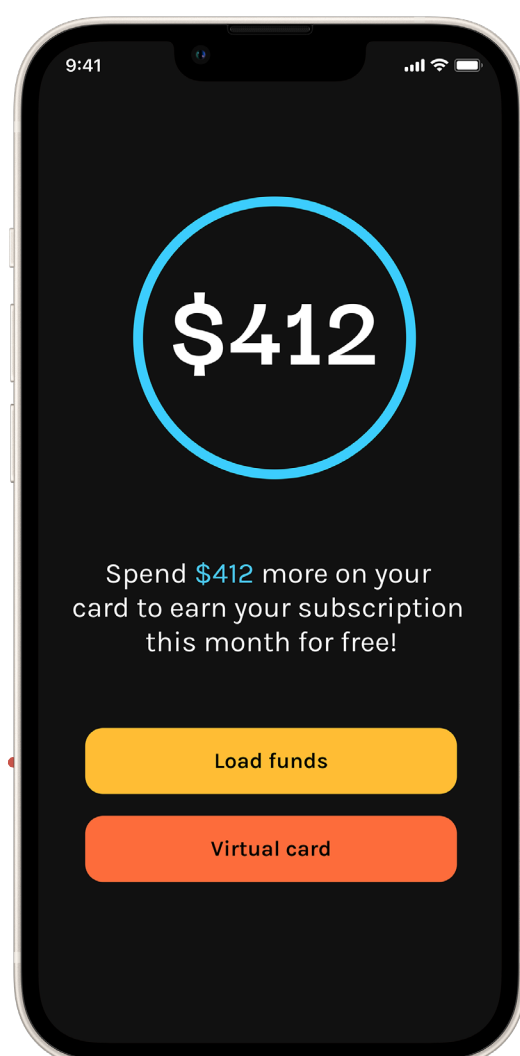 9:41
$412
Spend $412 more on your
card to earn your subscription
this month for free!
Load funds
Virtual card